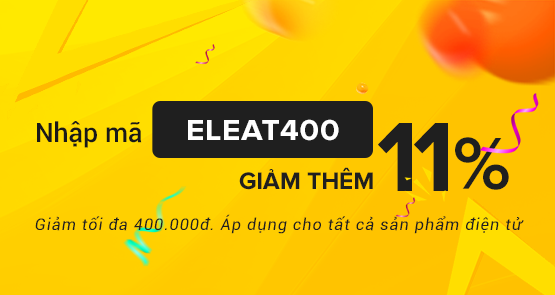 Nhập mã ELEAT400
GIẢM THÊM 11%
Giảm tối đa 400.000đ. Áp dụng cho tất cả sản phẩm điện tử